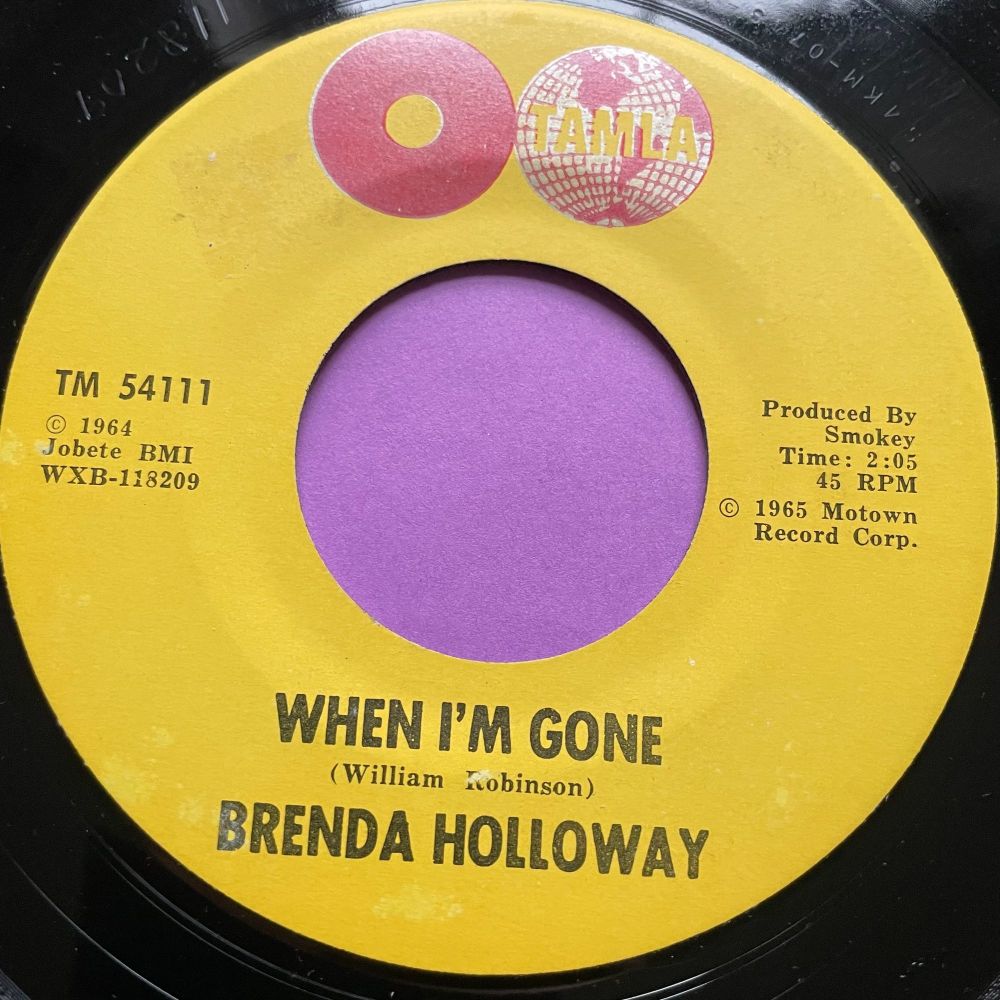 TAMLA
TM 54111
© 1964
Jobete BMI
WXB-118209
Produced By
Smokey
Time: 2:05
45 RPM
© 1965 Motown
Record Corp.
WHEN I'M GONE
(William Robinson)
BRENDA HOLLOWAY